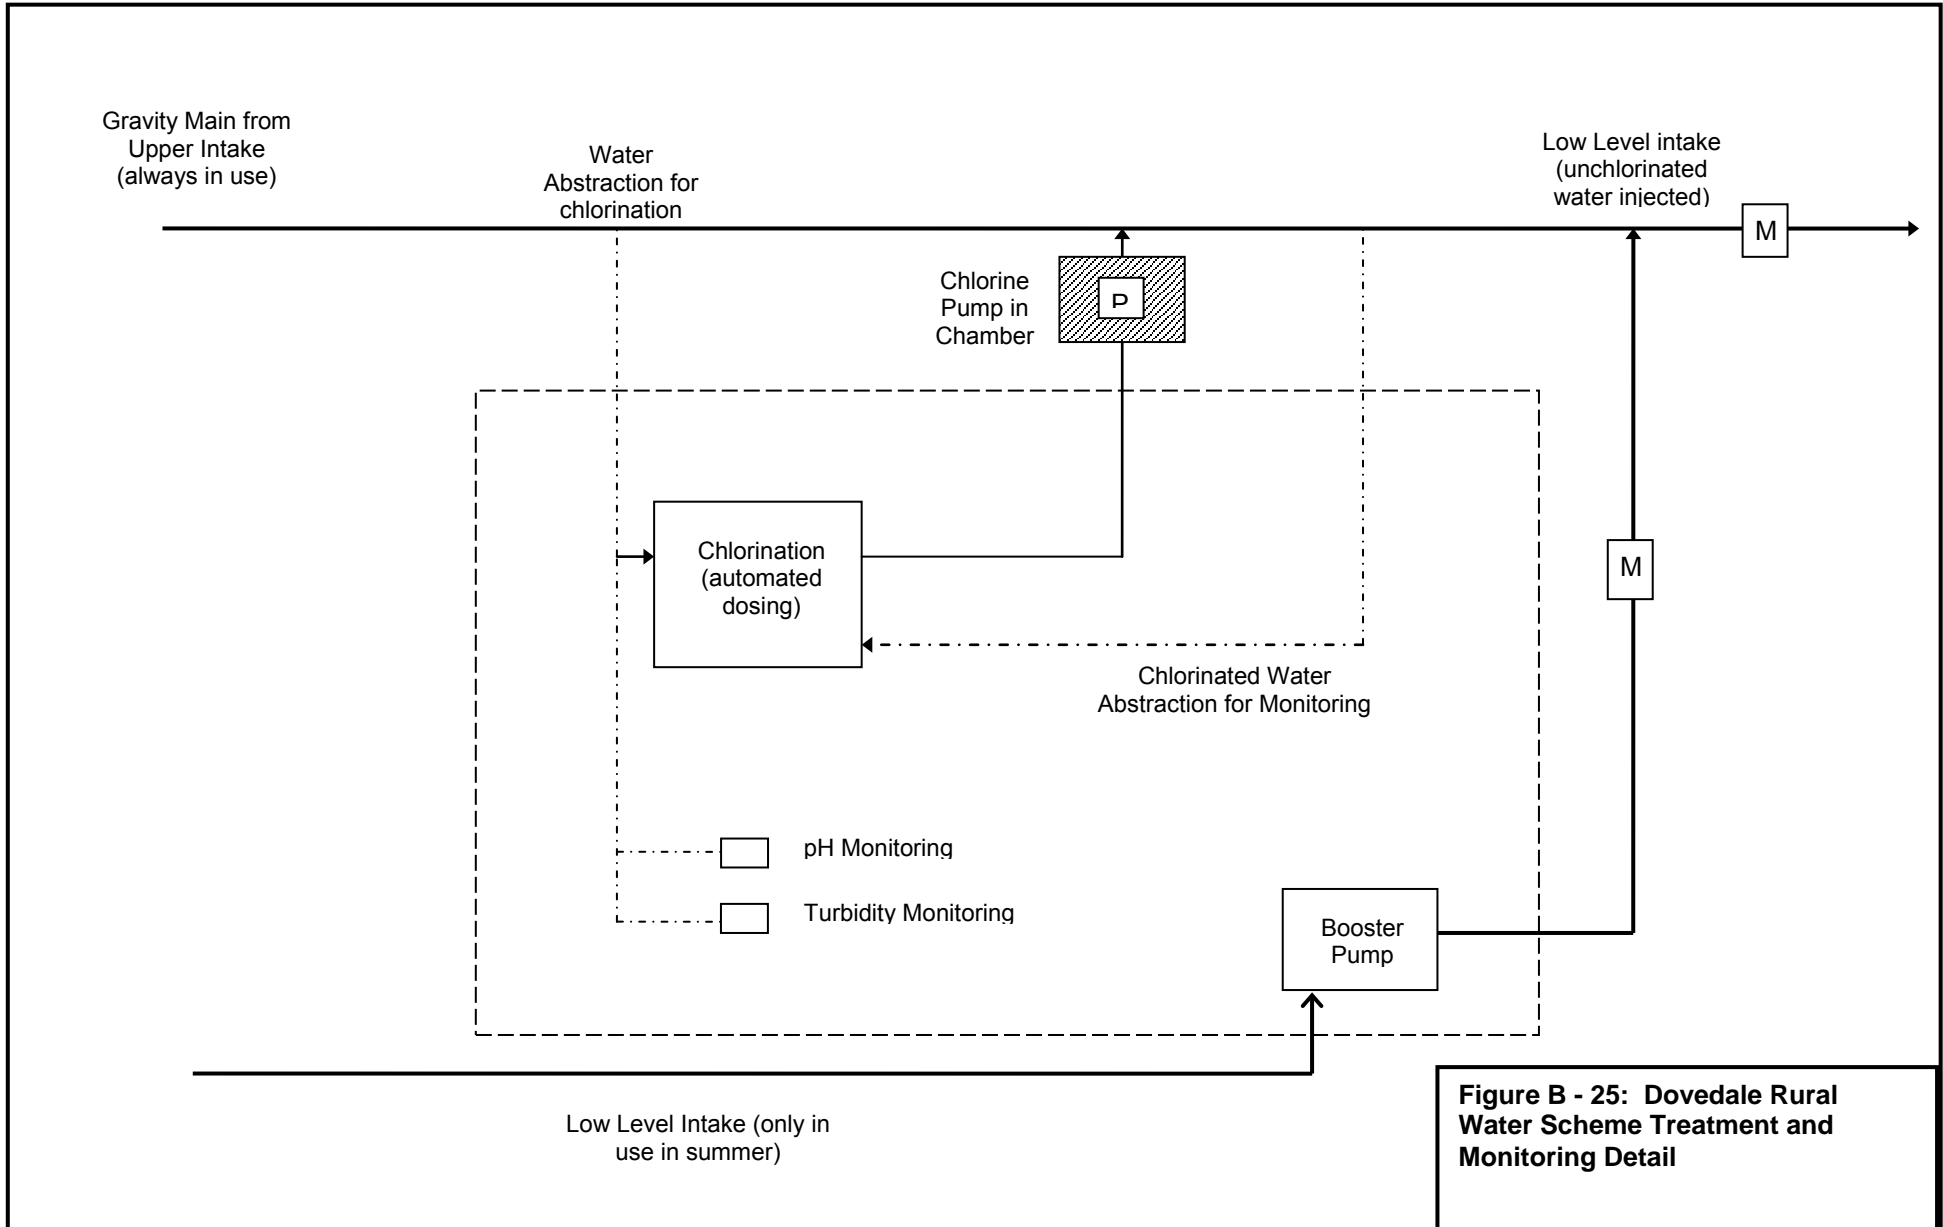 Gravity Main from
Upper Intake
(always in use)
Water
Abstraction for
chlorination
Low Level intake
(unchlorinated
water injected)
M
Chlorine
Pump in
Chamber
P
Chlorination
(automated
dosing)
M
Chlorinated Water
Abstraction for Monitoring
pH Monitoring
Turbidity Monitoring
Booster
Pump
Low Level Intake (only in
use in summer)
Figure B - 25: Dovedale Rural
Water Scheme Treatment and
Monitoring Detail